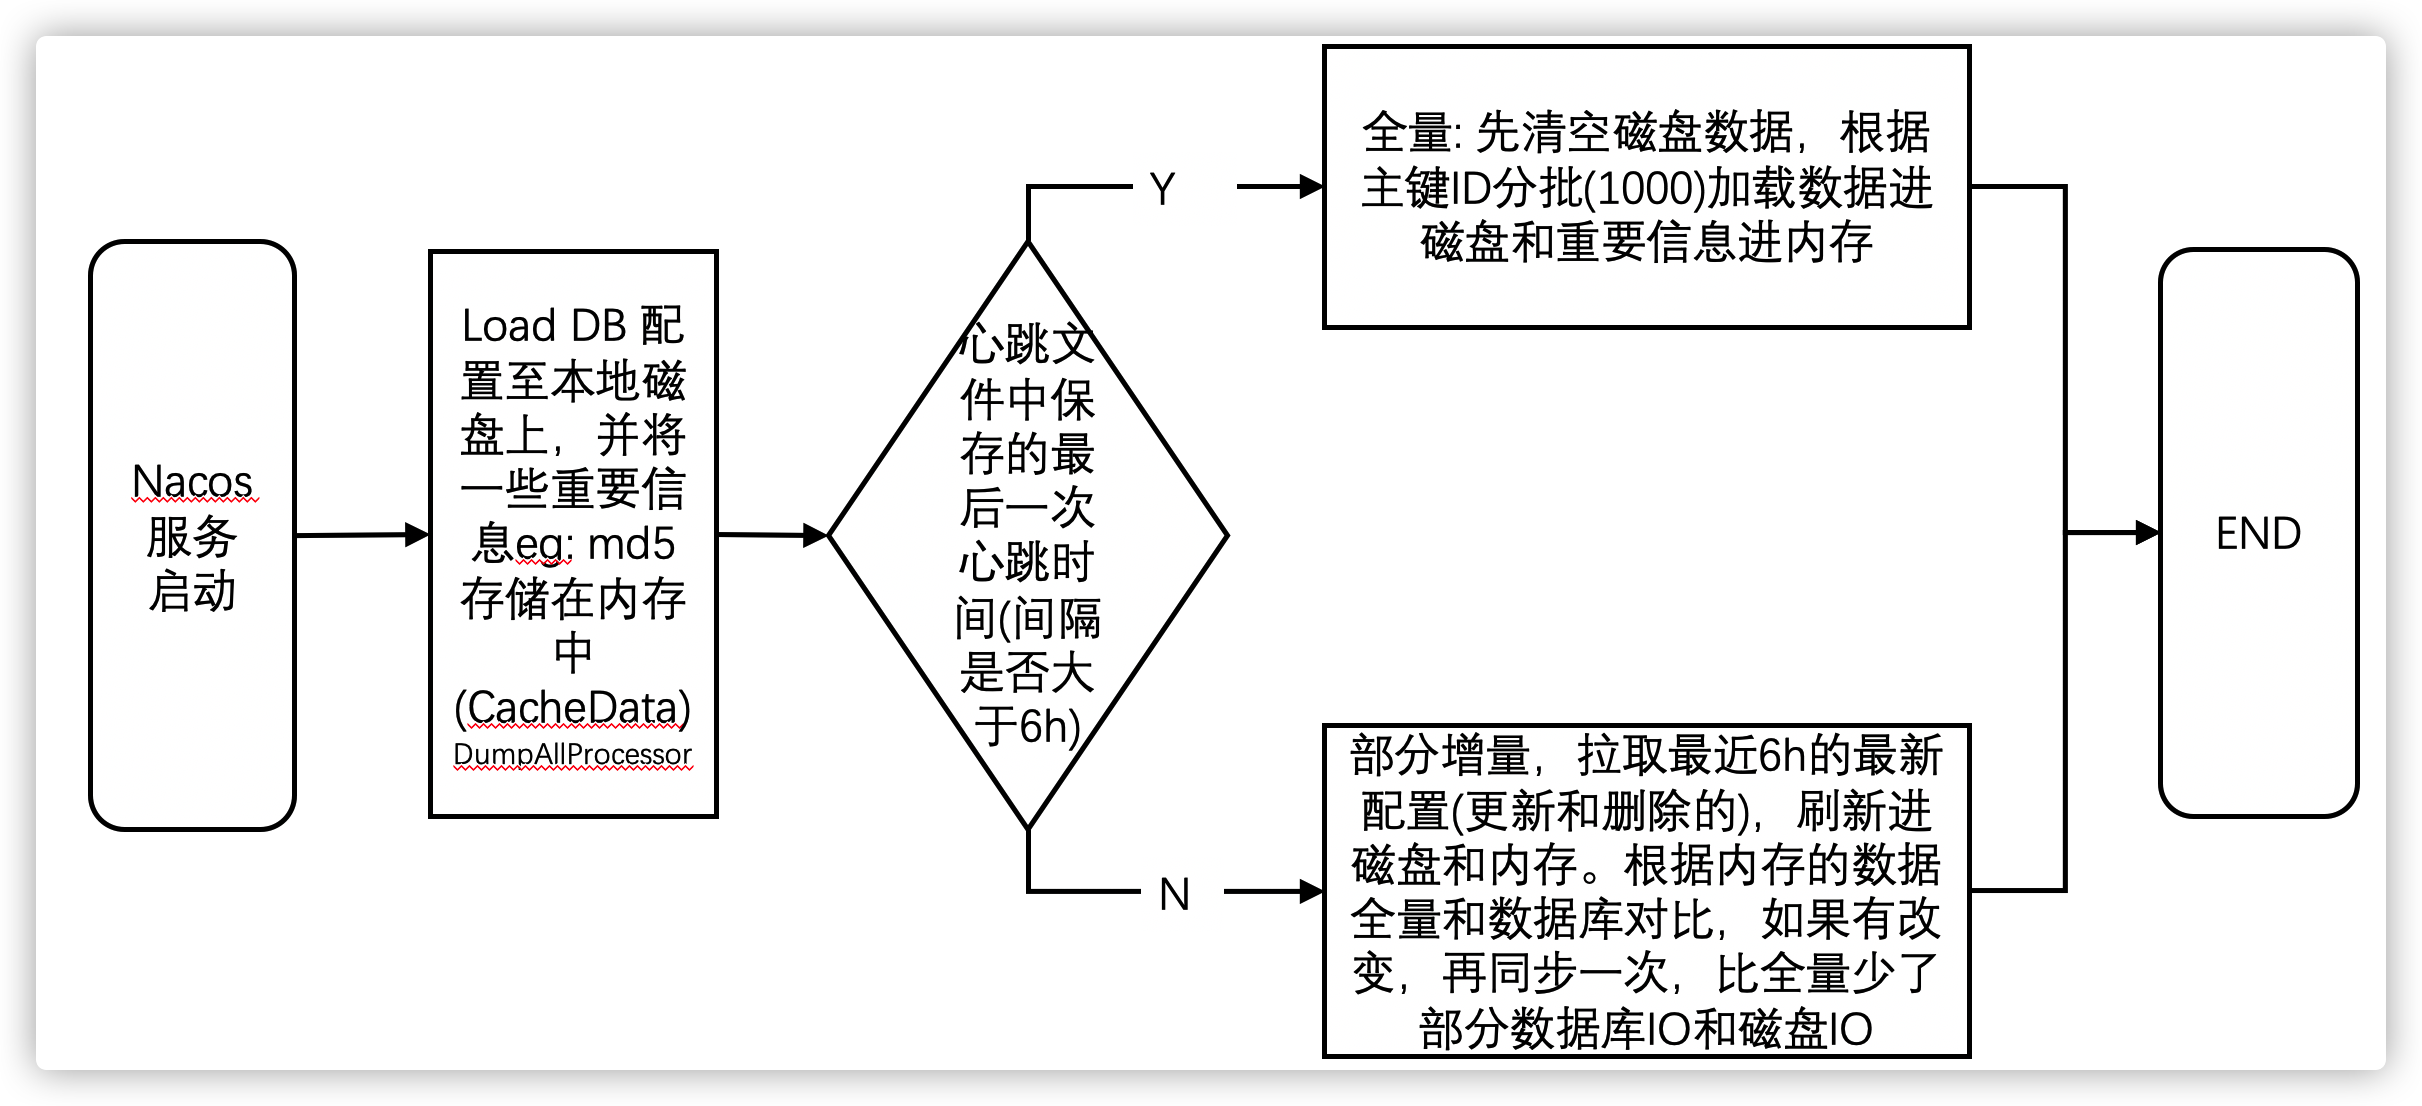 Nacos
服务
启动
Load DB 配
置至本地磁
盘上，并将
一些重要信
息eg: md5
存储在内存
中
(CacheData)
DumpAllProcessor
心跳文
件中保
存的最
后一次
心跳时
间(间隔
是否大
于6h)
Y
全量: 先清空磁盘数据，根据
主键ID分批(1000)加载数据进
磁盘和重要信息进内存
N
部分增量，拉取最近6h的最新
配置(更新和删除的)，刷新进
磁盘和内存。根据内存的数据
全量和数据库对比，如果有改
变，再同步一次，比全量少了
部分数据库IO和磁盘IO
END